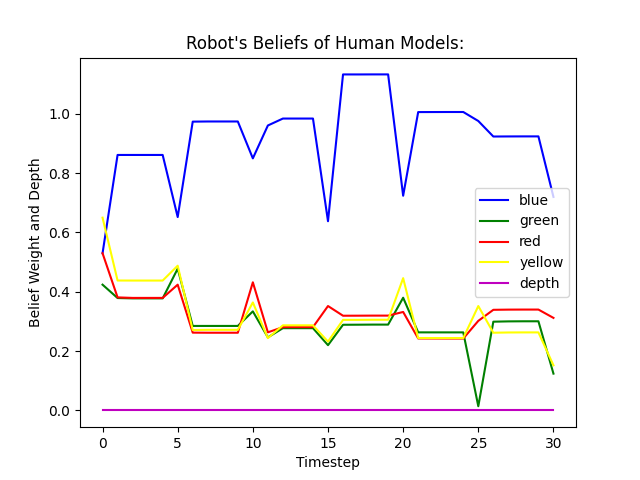 Robot's Beliefs of Human Models:
Belief Weight and Depth
1.0
0.8
0.6
0.4
0.2
0.0
blue
green
red
yellow
depth
0 5 10 15 20 25 30
Timestep